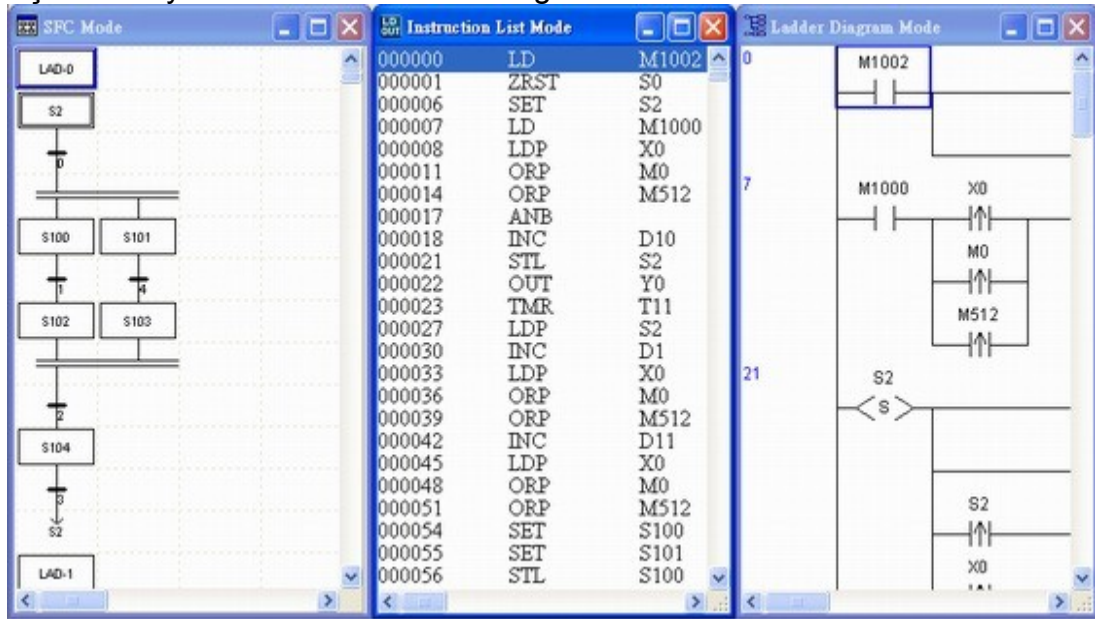 SFC Mode
LAD-0
S2
0
S100 S101
1 4
S102 S103
2
S104
3
S2
LAD-1
Instruction List Mode
000000 LD M1002
000001 ZRST S0
000006 SET S2
000007 LD M1000
000008 LDP X0
000011 ORP M0
000014 ORP M512
000017 ANB
000018 INC D10
000021 STL S2
000022 OUT Y0
000023 TMR T11
000027 LDP S2
000030 INC D1
000033 LDP X0
000036 ORP M0
000039 ORP M512
000042 INC D11
000045 LDP X0
000048 ORP M0
000051 ORP M512
000054 SET S100
000055 SET S101
000056 STL S100
Ladder Diagram Mode
0
M1002
7
M1000 X0
M0
M512
21
S2
S
S2
X0